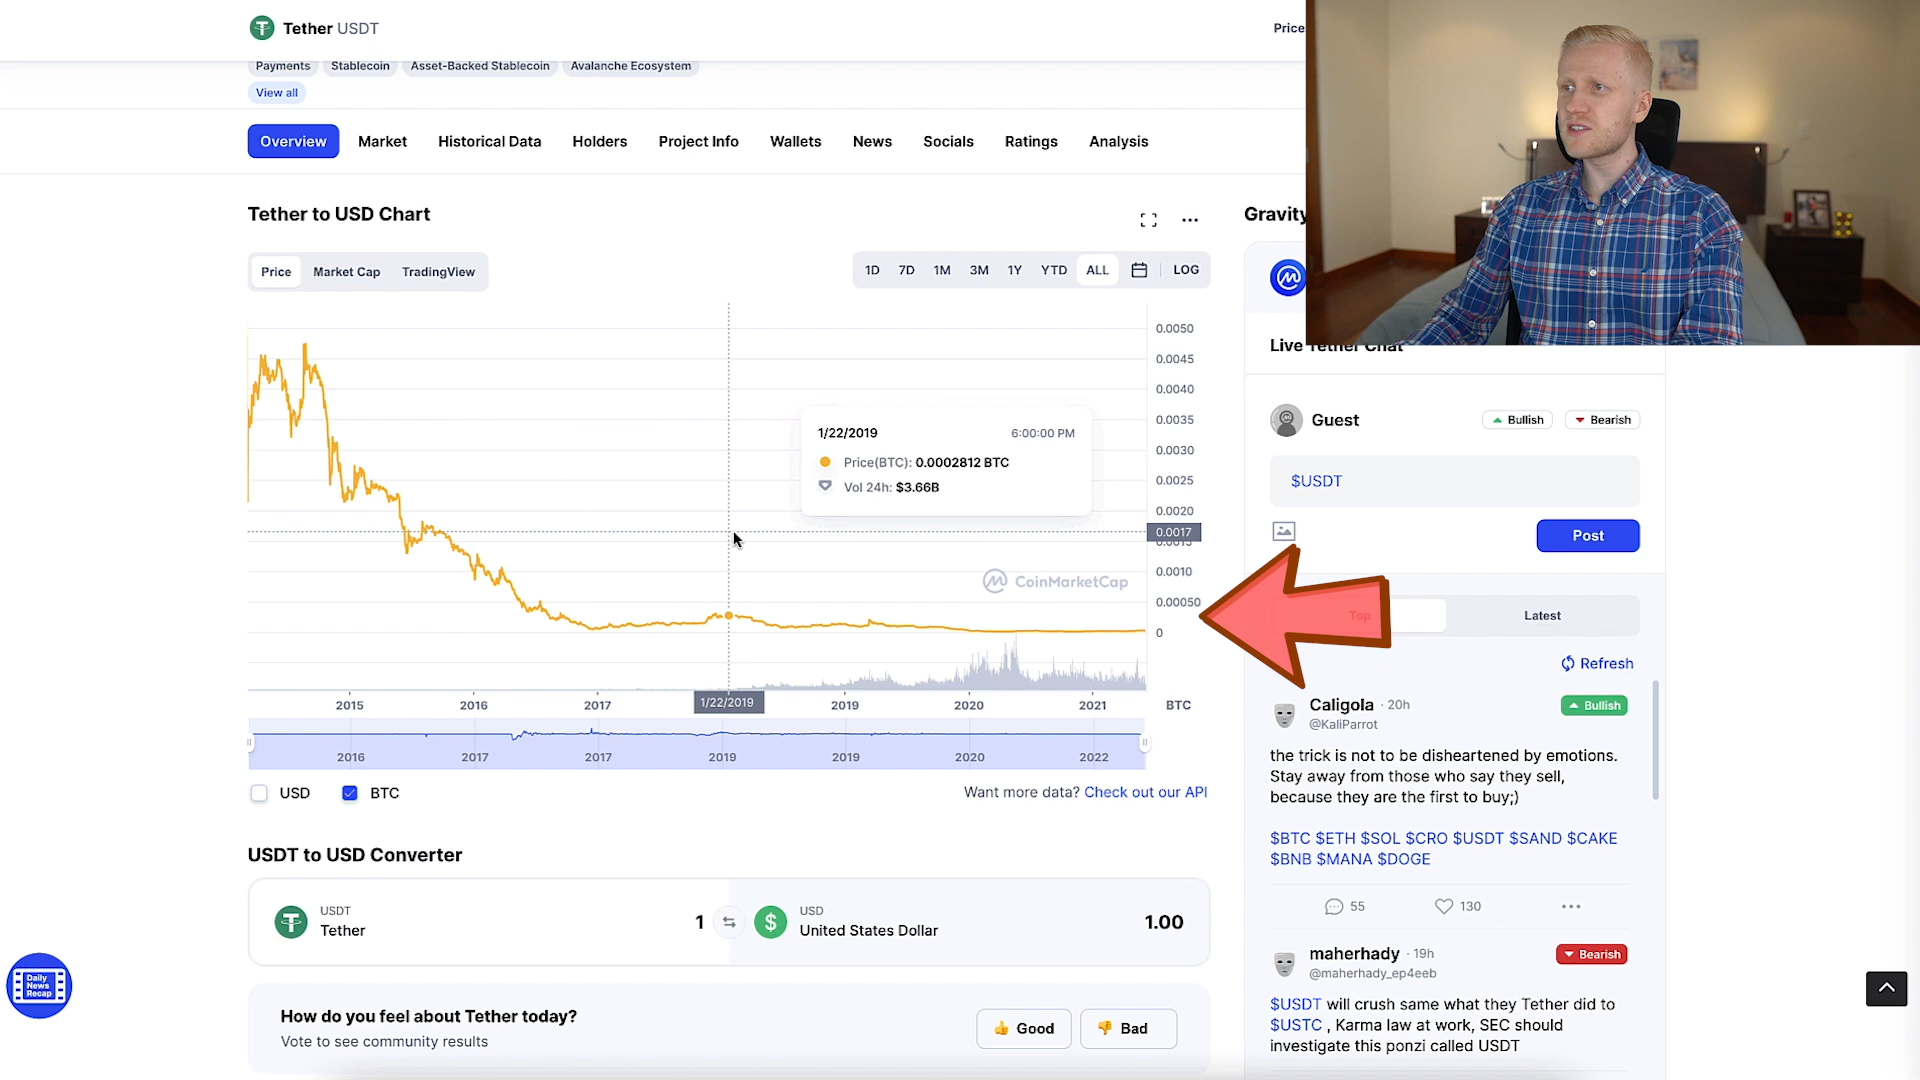 Tether USDT
Price
Payments Stablecoin Asset-Backed Stablecoin Avalanche Ecosystem
View all
Overview Market Historical Data Holders Project Info Wallets News Socials Ratings Analysis
Tether to USD Chart
Price Market Cap TradingView
1D 7D 1M 3M 1Y YTD ALL LOG
0.0050
0.0045
0.0040
0.0035
0.0030
0.0025
0.0020
0.0017
0.0015
0.0010
0.00050
0
1/22/2019 6:00:00 PM
Price(BTC): 0.0002812 BTC
Vol 24h: $3.66B
CoinMarketCap
2015 2016 2017 1/22/2019 2019 2020 2021 BTC
2016 2017 2017 2019 2019 2020 2022
USD BTC
Want more data? Check out our API
USDT to USD Converter
USDT
Tether
1
USD
United States Dollar
1.00
How do you feel about Tether today?
Vote to see community results
👍 Good 👎 Bad
Daily
News
Recap
Gravity
Live Tether Chat
Guest
Bullish Bearish
$USDT
Post
Top Latest
Refresh
Caligola · 20h
@KaliParrot
Bullish
the trick is not to be disheartened by emotions.
Stay away from those who say they sell,
because they are the first to buy;)
$BTC $ETH $SOL $CRO $USDT $SAND $CAKE
$BNB $MANA $DOGE
55 130
maherhady · 19h
@maherhady_ep4eeb
Bearish
$USDT will crush same what they Tether did to
$USTC , Karma law at work, SEC should
investigate this ponzi called USDT